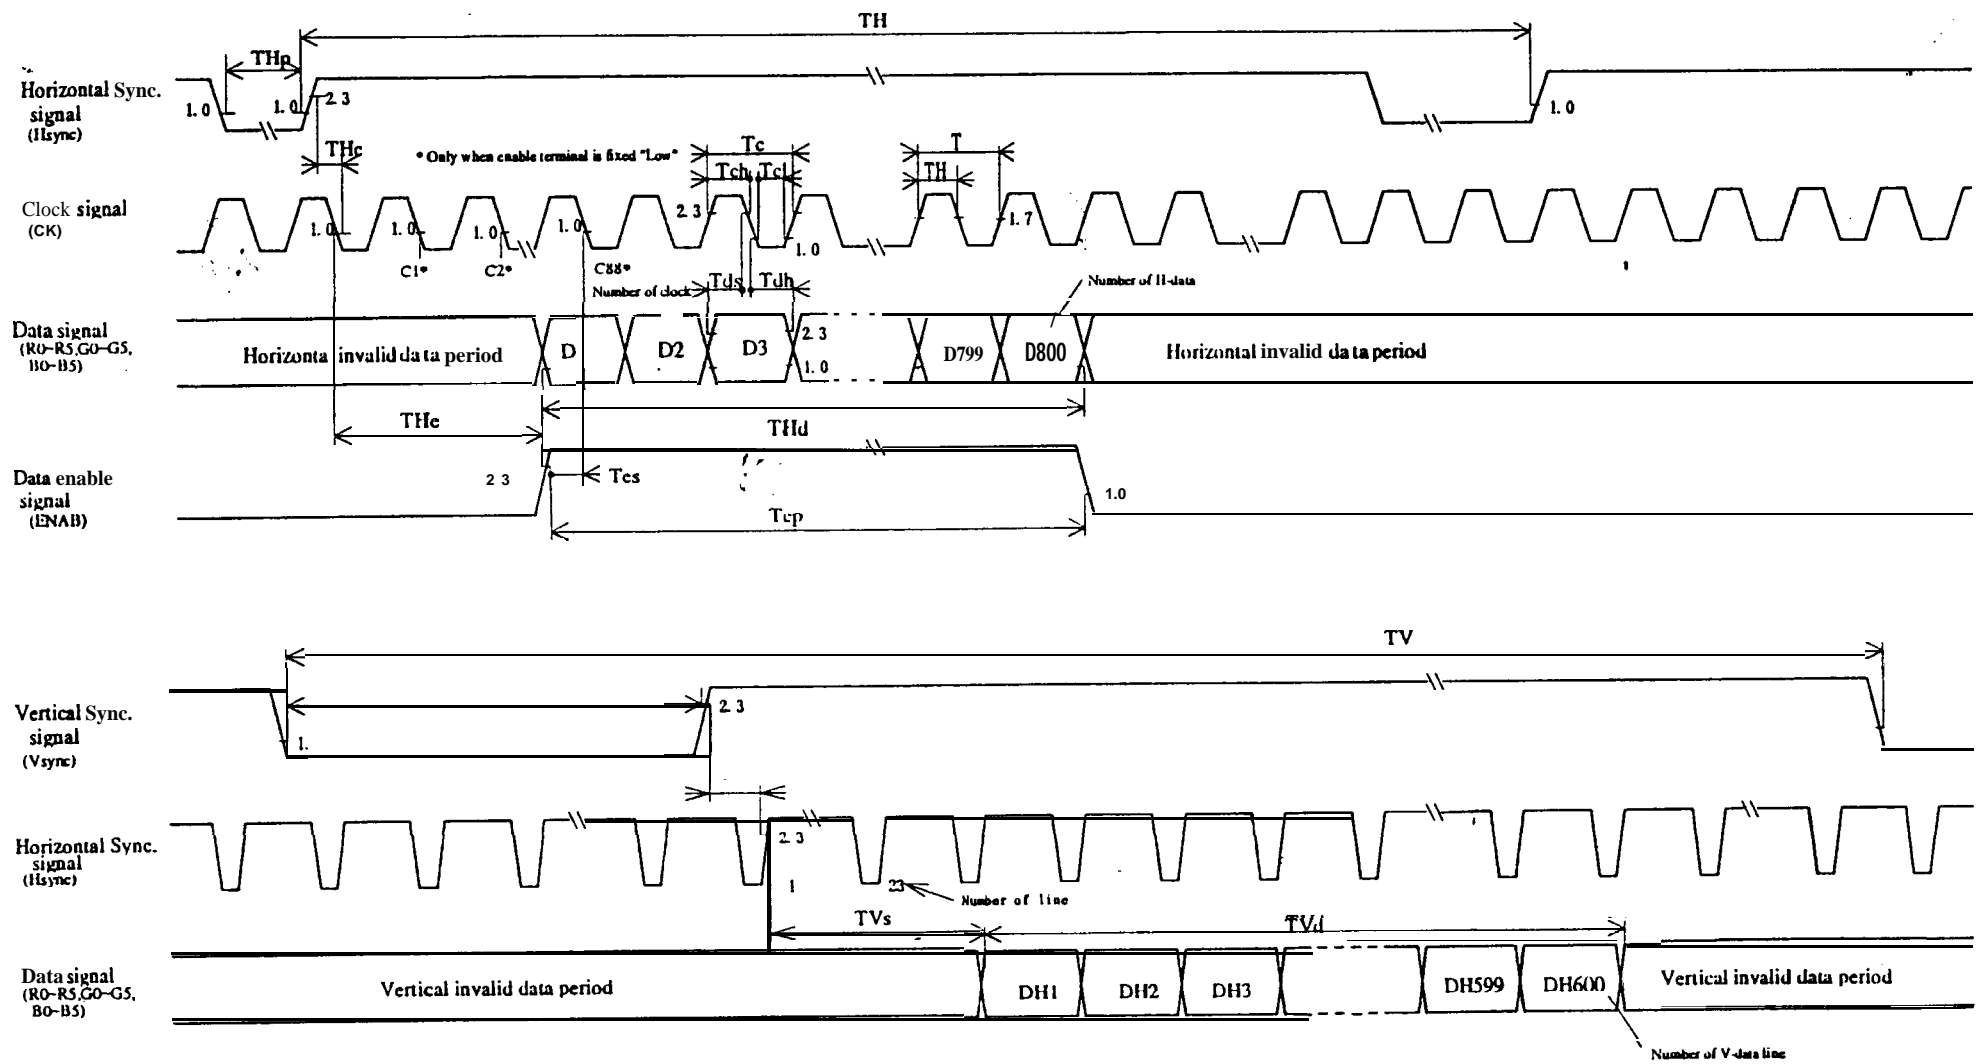 TH
THp
Horizontal Sync.
signal
(Hsync)
1.0
1.0
2 3
1.0
THc
* Only when enable terminal is fixed "Low"
Tc
T
Tch
Tcl
TH
Clock signal
(CK)
1.0
1.0
1.0
1.0
2 3
1.0
1.7
C1*
C2*
C88*
Number of clock
Tds
Tdh
Number of H-data
Data signal
(R0~R5,G0~G5,
B0~B5)
Horizonta invalid data period
D
D2
D3
2 3
1.0
D799
D800
Horizontal invalid data period
THe
THd
Data enable
signal
(ENAB)
2 3
Tes
1.0
Tep
TV
Vertical Sync.
signal
(Vsync)
1.
2 3
Horizontal Sync.
signal
(Hsync)
2. 3
1
23
Number of line
TVs
TVd
Data signal
(R0~R5,G0~G5,
B0~B5)
Vertical invalid data period
DH1
DH2
DH3
DH599
DH600
Vertical invalid data period
Number of V-data line